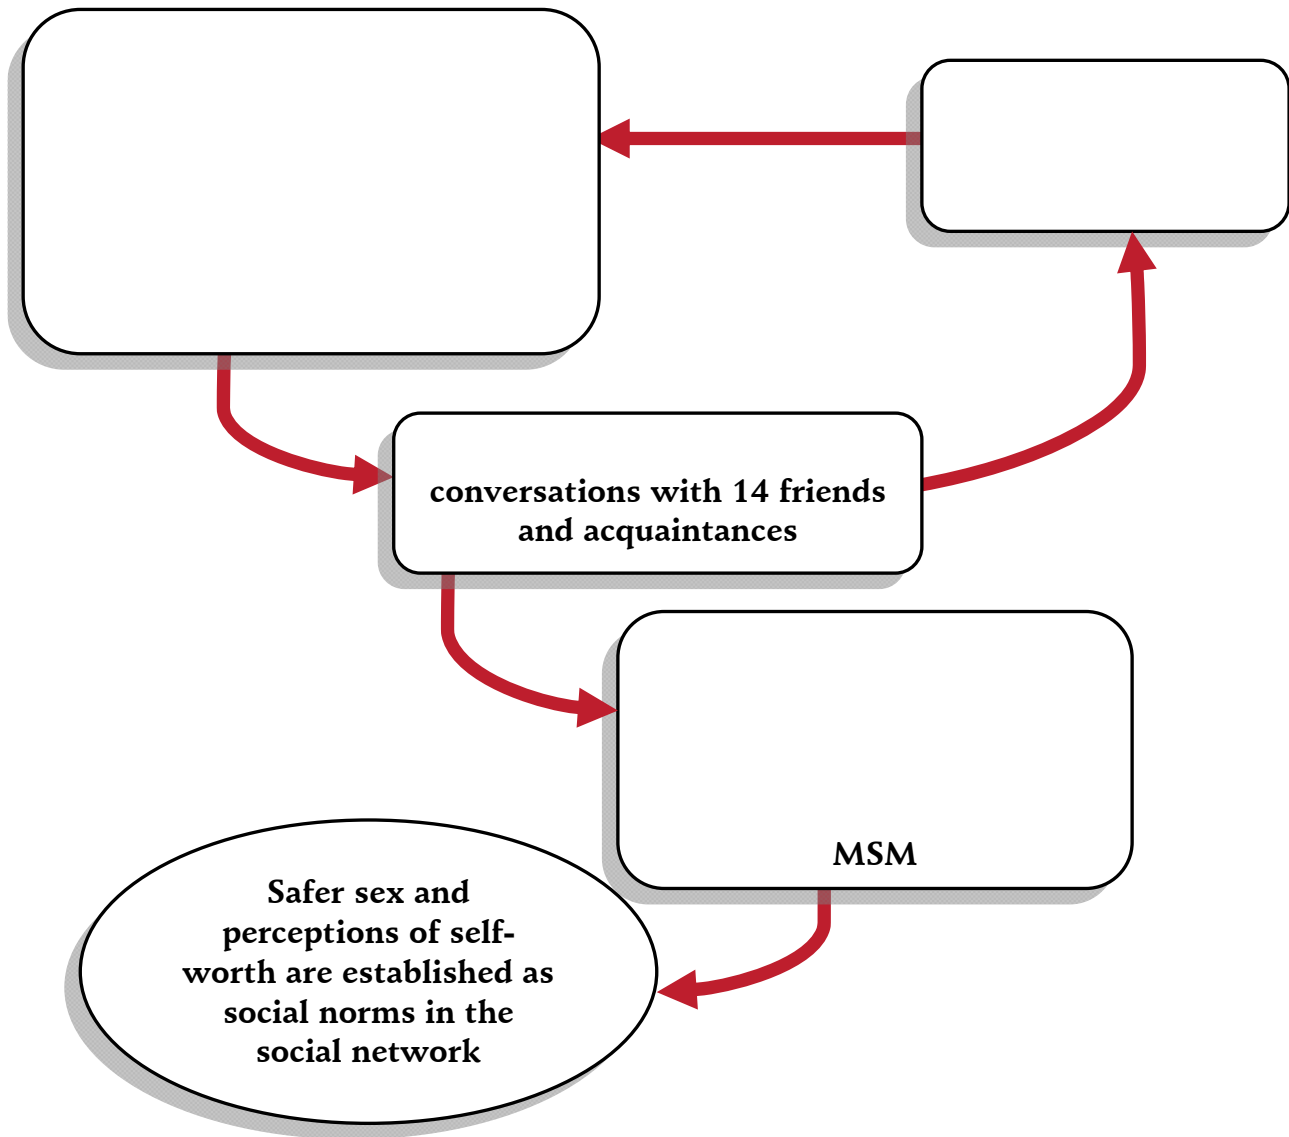 conversations with 14 friends
and acquaintances
MSM
Safer sex and
perceptions of self-
worth are established as
social norms in the
social network